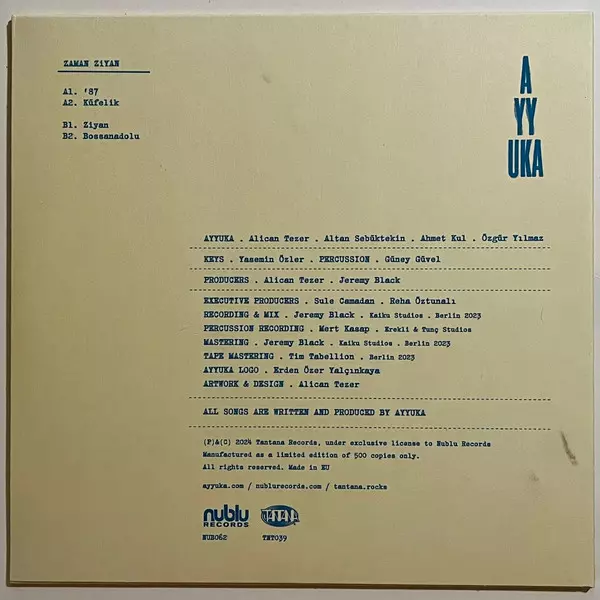 ZAMAN ZiYAN
A1. '87
A2. Küfelik
B1. Ziyan
B2. Bossanadolu
A
YY
UKA
AYYUKA . Alican Tezer . Altan Sebüktekin . Ahmet Kul . Özgür Yılmaz
KEYS . Yasemin Özler . PERCUSSION . Güney Güvel
PRODUCERS . Alican Tezer . Jeremy Black
EXECUTIVE PRODUCERS . Sule Camadan . Reha Öztunalı
RECORDING & MIX . Jeremy Black . Kaiku Studios . Berlin 2023
PERCUSSION RECORDING . Mert Kasap . Erekli & Tunç Studios
MASTERING . Jeremy Black . Kaiku Studios . Berlin 2023
TAPE MASTERING . Tim Tabellion . Berlin 2023
AYYUKA LOGO . Erden Özer Yalçınkaya
ARTWORK & DESIGN . Alican Tezer
ALL SONGS ARE WRITTEN AND PRODUCED BY AYYUKA
(P)&(C) 2024 Tantana Records, under exclusive license to Nublu Records
Manufactured as a limited edition of 500 copies only.
All rights reserved. Made in EU
ayyuka.com / nublurecords.com / tantana.rocks
nublu
RECORDS
TANTANA
NUB062
TNT039